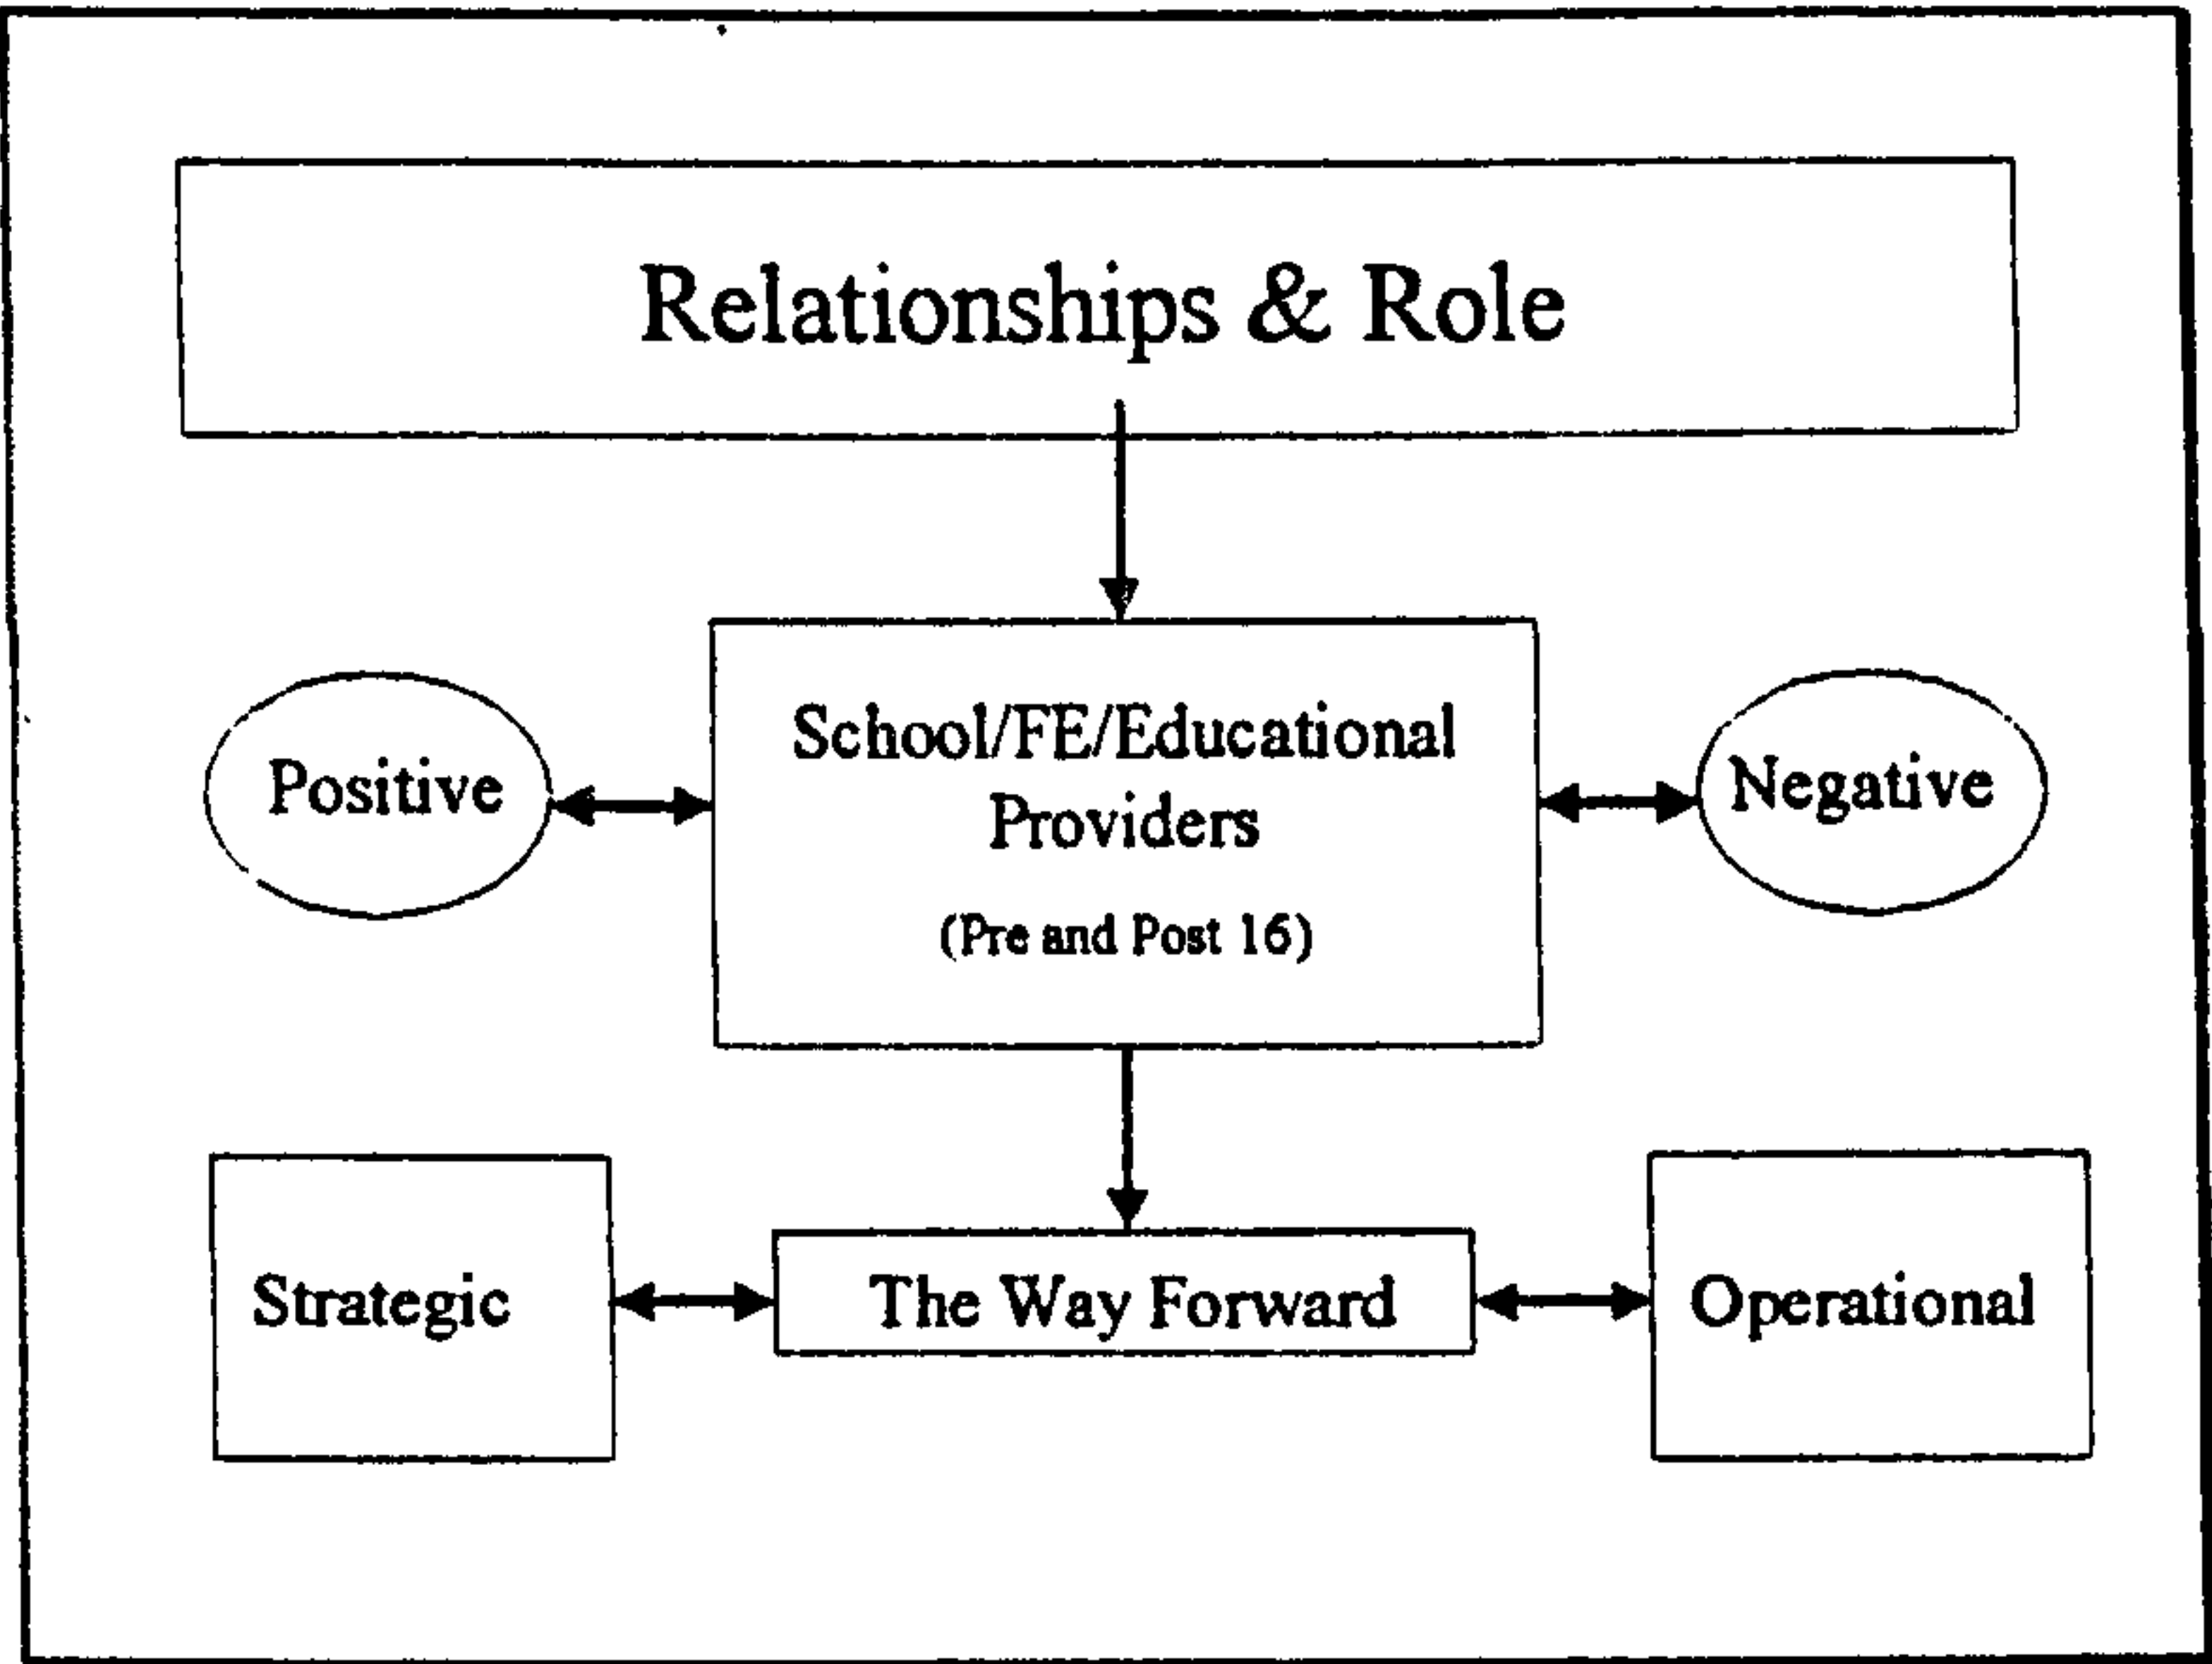 Relationships & Role
School/FE/Educational
Positive
Providers
Negative
(Pre and Post 16)
Strategic
The Way Forward
Operational